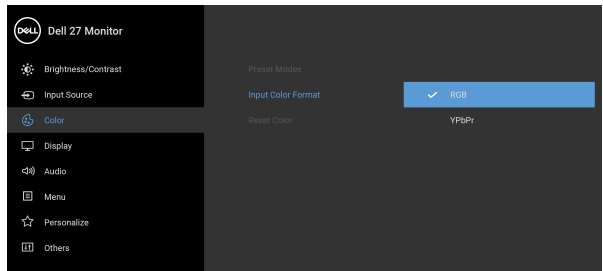 DELL
Dell 27 Monitor
Brightness/Contrast
Input Source
Color
Display
Audio
Menu
Personalize
Others
Preset Modes
Input Color Format
Reset Color
RGB
YPbPr